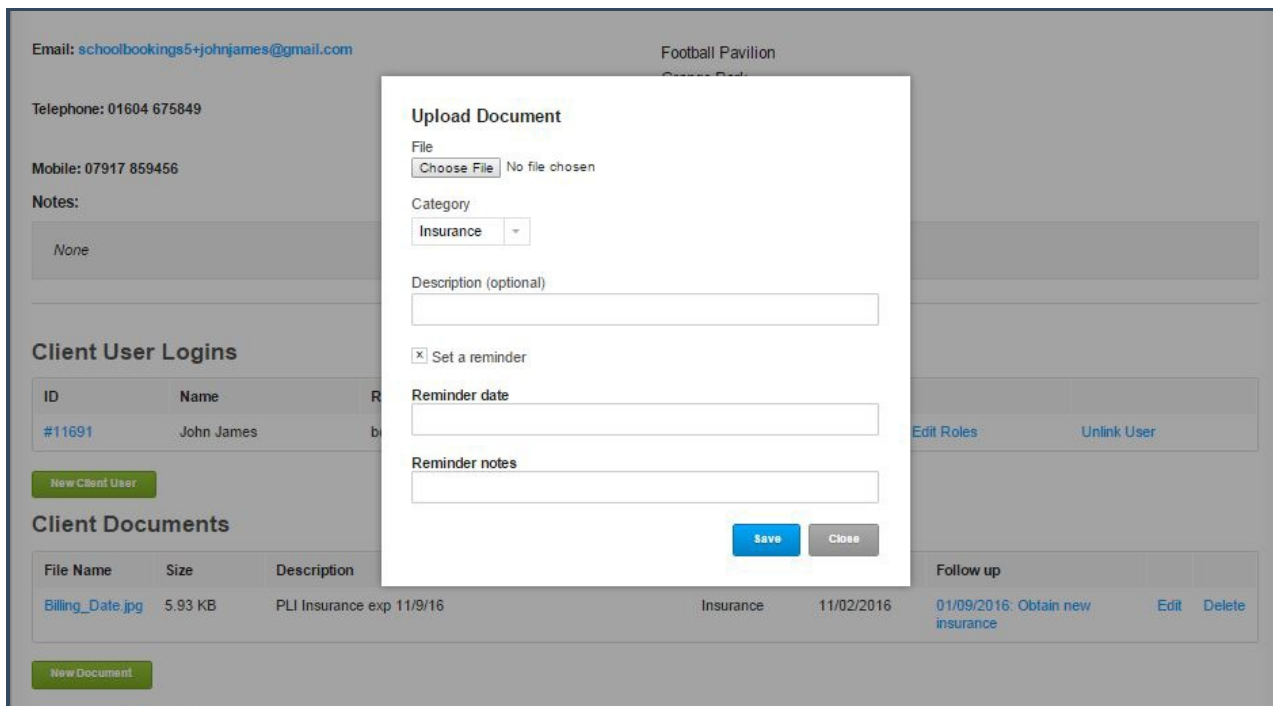 Email: schoolbookings5+johnjames@gmail.com
Football Pavilion
Grange Park
Telephone: 01604 675849
Mobile: 07917 859456
Notes:
None
Upload Document
File
Choose File No file chosen
Category
Insurance
Description (optional)
x Set a reminder
Reminder date
Reminder notes
Save Close
Client User Logins
ID Name R
#11691 John James Edit Roles Unlink User
New Client User
Client Documents
File Name Size Description Follow up
Billing_Date.jpg 5.93 KB PLI Insurance exp 11/9/16 Insurance 11/02/2016 01/09/2016: Obtain new Edit Delete
insurance
New Document